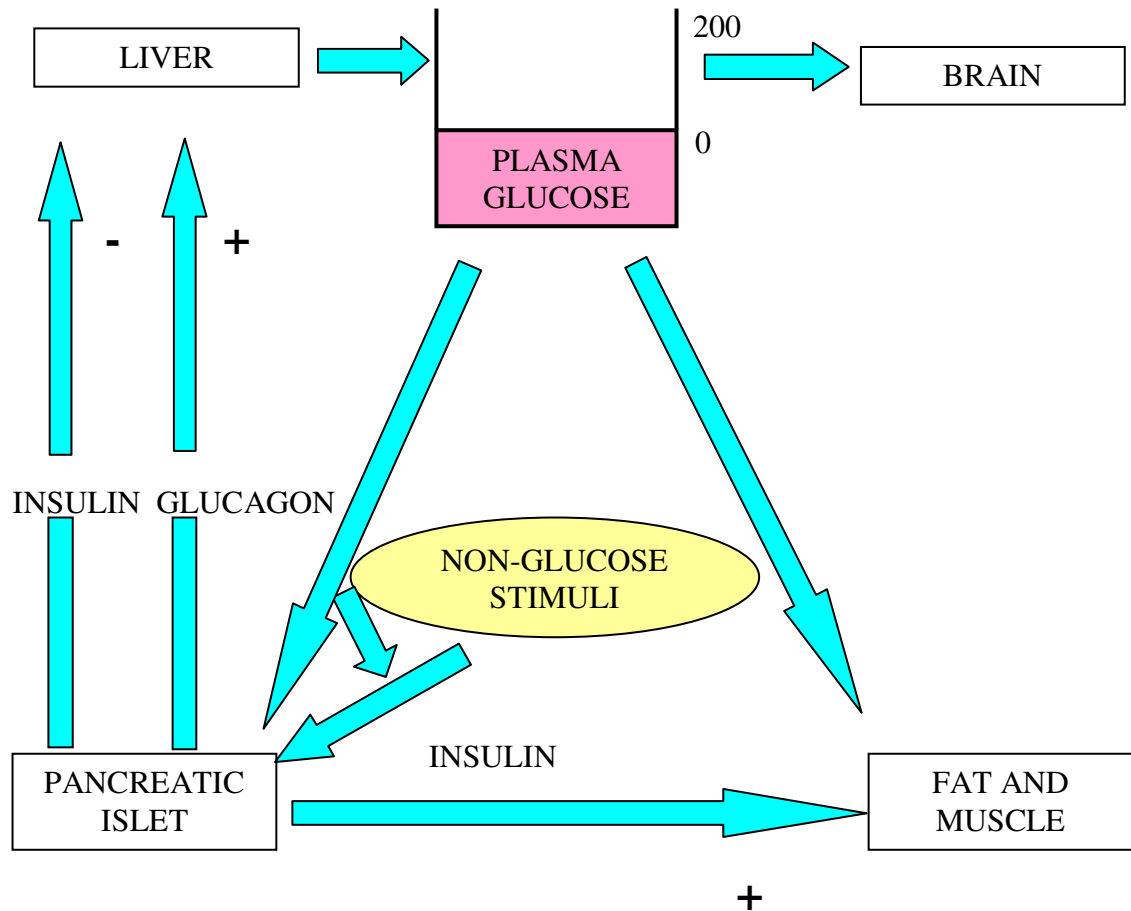 LIVER
200
BRAIN
0
PLASMA
GLUCOSE
- +
INSULIN GLUCAGON
NON-GLUCOSE
STIMULI
INSULIN
PANCREATIC
ISLET
FAT AND
MUSCLE
+